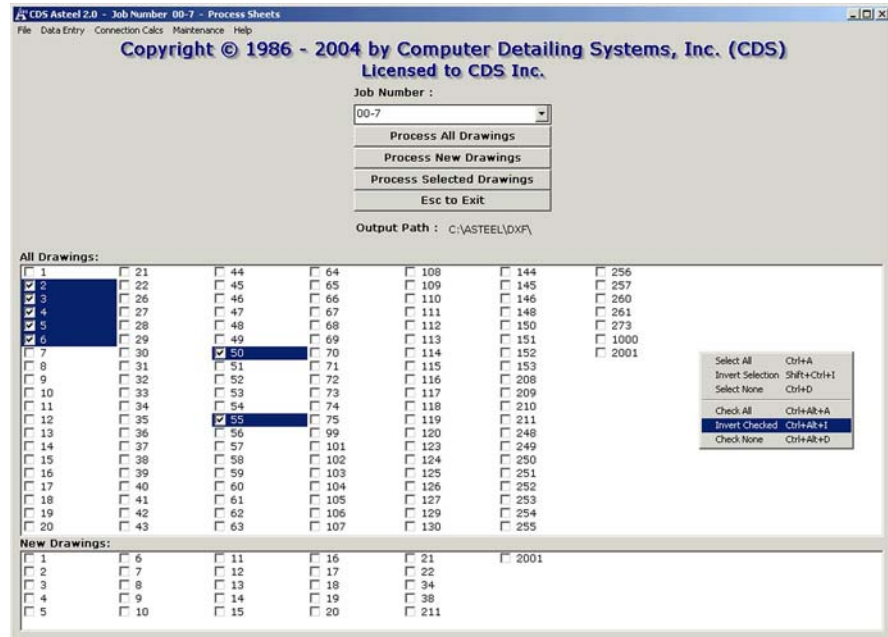 CDS Asteel 2.0 - Job Number 00-7 - Process Sheets
File Data Entry Connection Calcs Maintenance Help
Copyright © 1986 - 2004 by Computer Detailing Systems, Inc. (CDS)
Licensed to CDS Inc.
Job Number :
00-7
Process All Drawings
Process New Drawings
Process Selected Drawings
Esc to Exit
Output Path : C:\ASTEEL\DXF\
All Drawings:
1 21 44 64 108 144 256
2 22 45 65 109 145 257
3 26 46 66 110 146 260
4 27 47 67 111 148 261
5 28 48 68 112 150 273
6 29 49 69 113 151 1000
7 30 50 70 114 152 2001
8 31 51 71 115 153
9 32 52 72 116 208
10 33 53 73 117 209
11 34 54 74 118 210
12 35 55 75 119 211
13 36 56 99 120 248
14 37 57 101 123 249
15 38 58 102 124 250
16 39 59 103 125 251
17 40 60 104 126 252
18 41 61 105 127 253
19 42 62 106 129 254
20 43 63 107 130 255
Select All Ctrl+A
Invert Selection Shift+Ctrl+I
Select None Ctrl+D
Check All Ctrl+Alt+A
Invert Checked Ctrl+Alt+I
Check None Ctrl+Alt+D
New Drawings:
1 6 11 16 21 2001
2 7 12 17 22
3 8 13 18 34
4 9 14 19 38
5 10 15 20 211